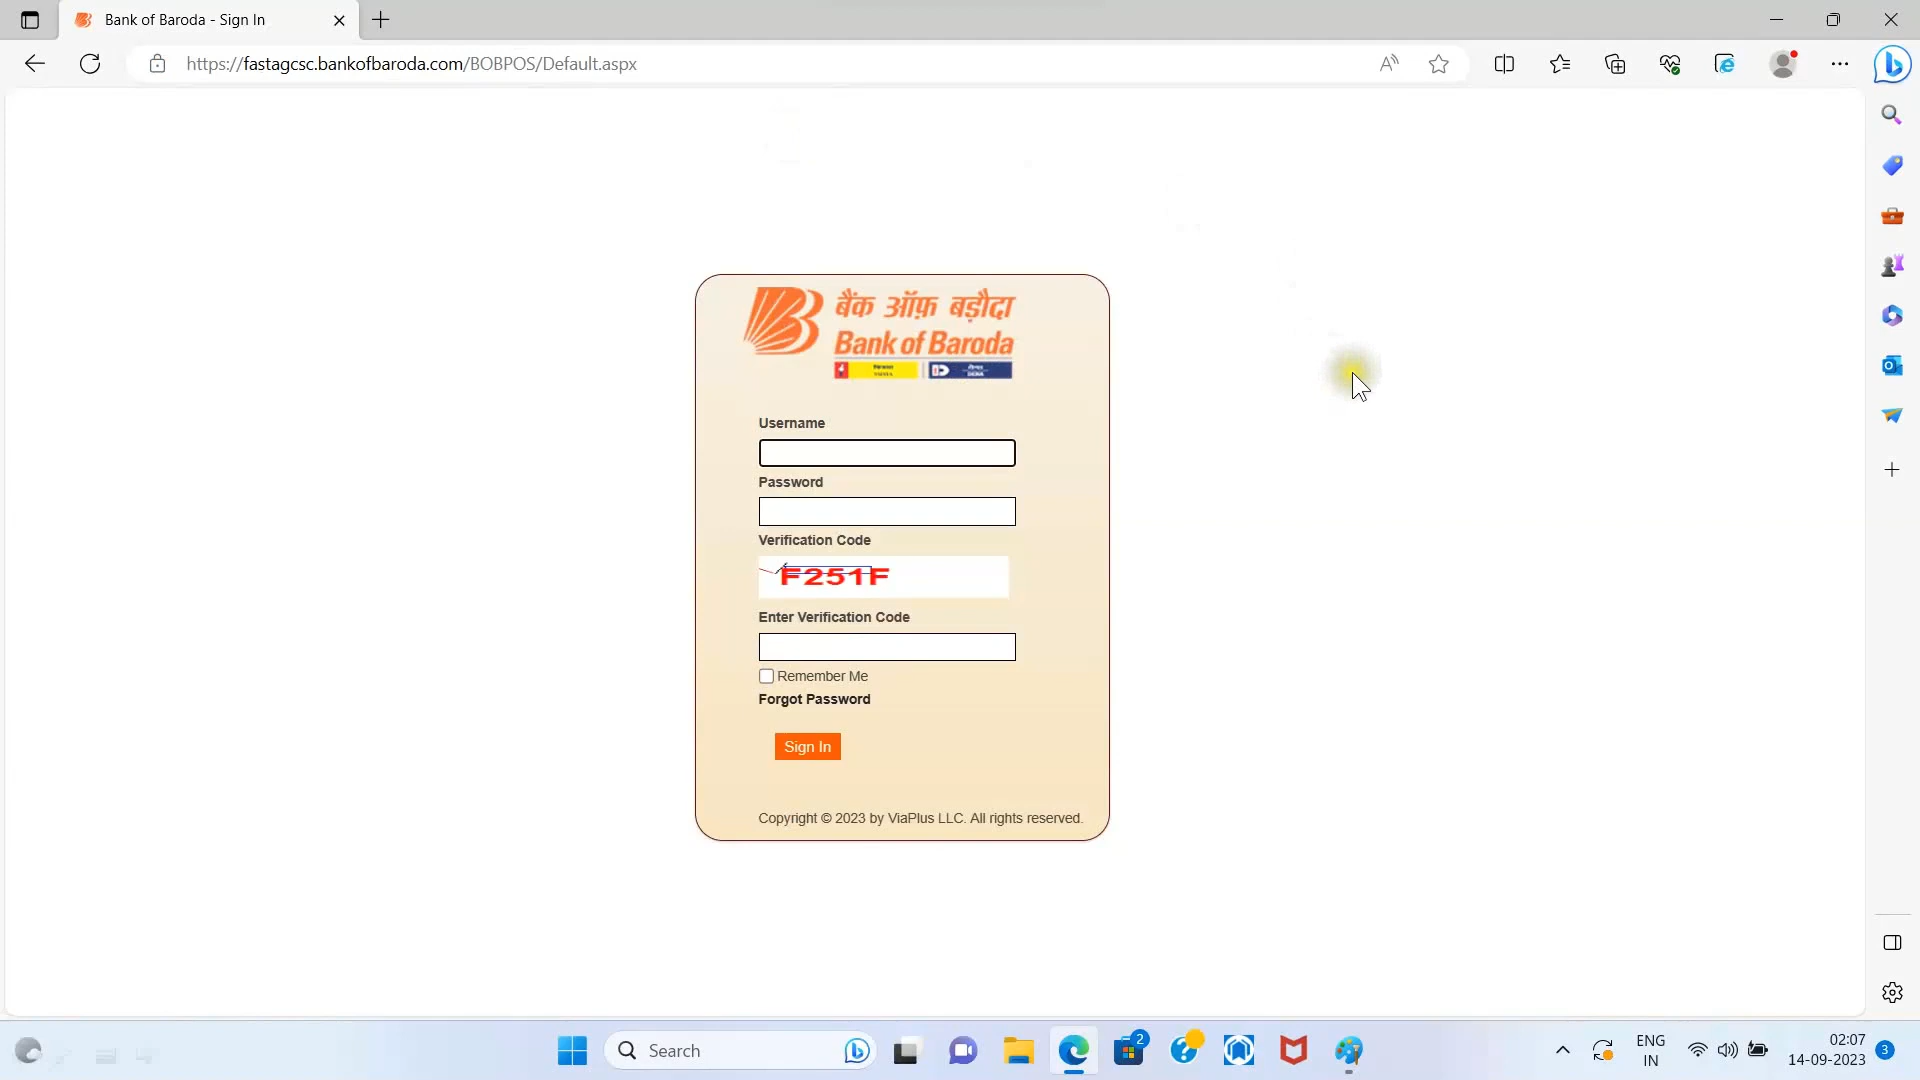 Bank of Baroda - Sign In
https://fastagcsc.bankofbaroda.com/BOBPOS/Default.aspx
बैंक ऑफ़ बड़ौदा
Bank of Baroda
Username
Password
Verification Code
F251F
Enter Verification Code
Remember Me
Forgot Password
Sign In
Copyright © 2023 by ViaPlus LLC. All rights reserved.
Search
2
ENG
IN
02:07
14-09-2023
3